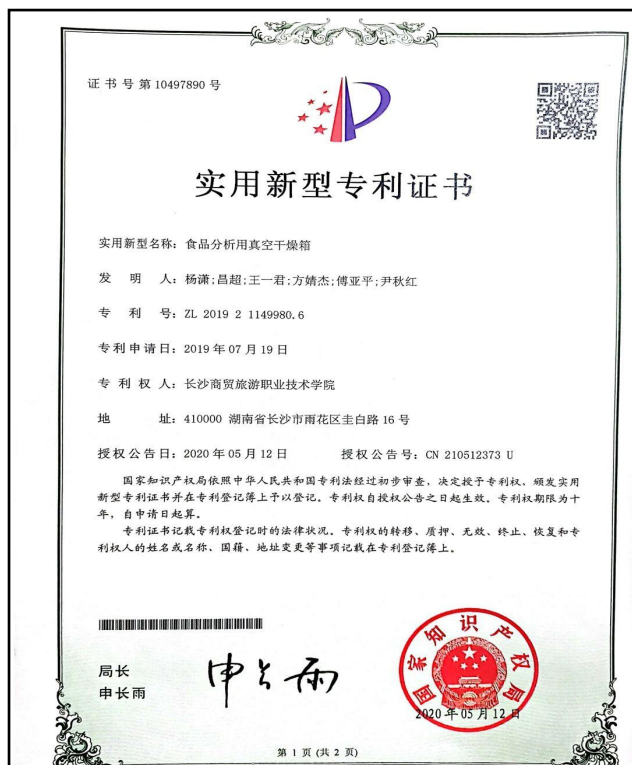 证书号第10497890号
实用新型专利证书
实用新型名称：食品分析用真空干燥箱
发明人：杨潇;昌超;王一君;方婧杰;傅亚平;尹秋红
专利号：ZL 2019 2 1149980.6
专利申请日：2019年07月19日
专利权人：长沙商贸旅游职业技术学院
地址：410000 湖南省长沙市雨花区圭白路16号
授权公告日：2020年05月12日 授权公告号：CN 210512373 U
国家知识产权局依照中华人民共和国专利法经过初步审查，决定授予专利权，颁发实用
新型专利证书并在专利登记簿上予以登记。专利权自授权公告之日起生效。专利权期限为十
年，自申请日起算。
专利证书记载专利权登记时的法律状况。专利权的转移、质押、无效、终止、恢复和专
利权人的姓名或名称、国籍、地址变更等事项记载在专利登记簿上。
局长
申长雨
申长雨
国家知识产权局
2020年05月12日
第1页(共2页)